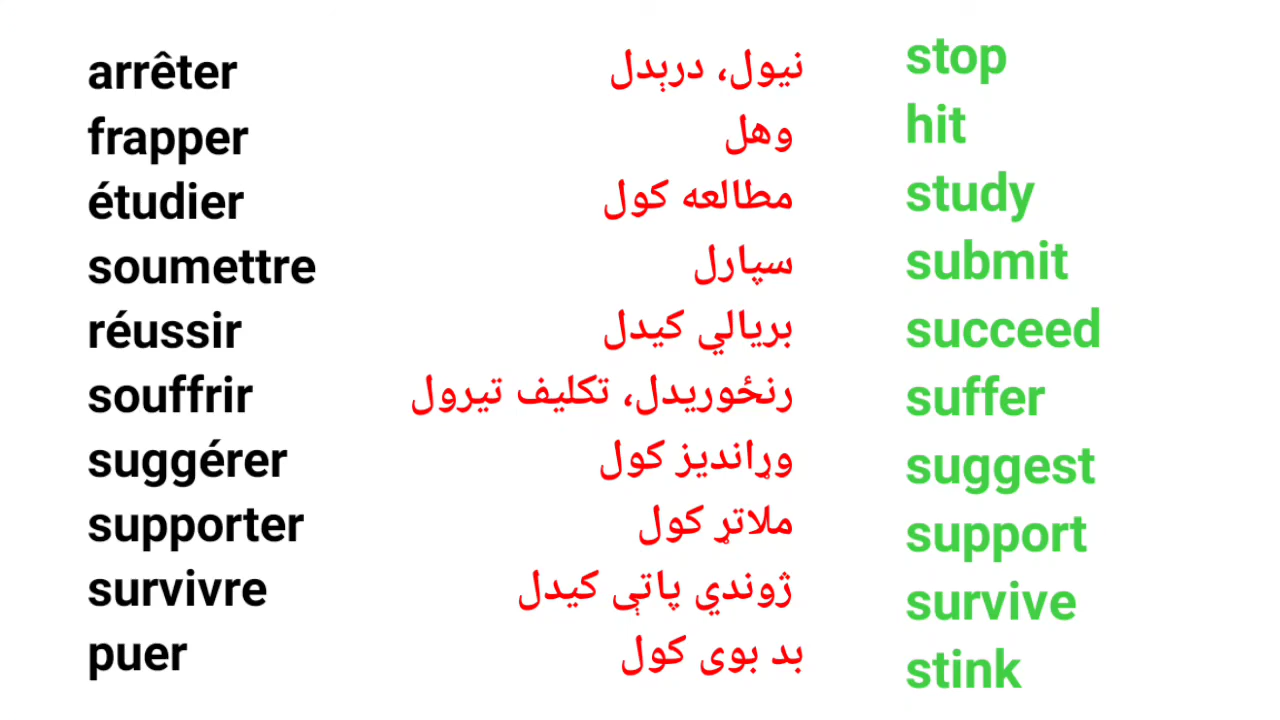 arrêter نیول، درېدل stop
frapper وهل hit
étudier مطالعه کول study
soumettre سپارل submit
réussir بریالي کیدل succeed
souffrir رنځوریدل، تکلیف تیرول suffer
suggérer وړاندیز کول suggest
supporter ملاتړ کول support
survivre ژوندي پاتې کیدل survive
puer بد بوی کول stink